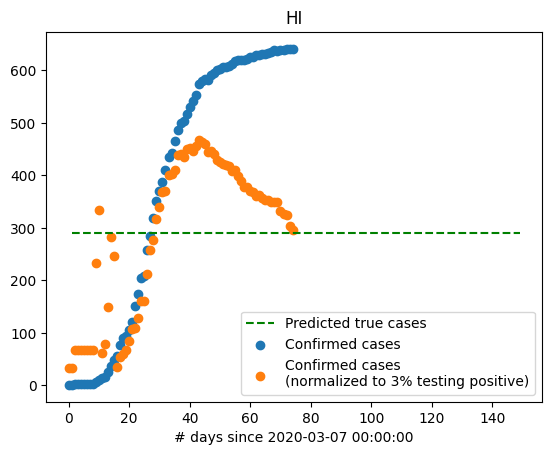 HI
600
500
400
300
200
100
0
Predicted true cases
Confirmed cases
Confirmed cases
(normalized to 3% testing positive)
0 20 40 60 80 100 120 140
# days since 2020-03-07 00:00:00